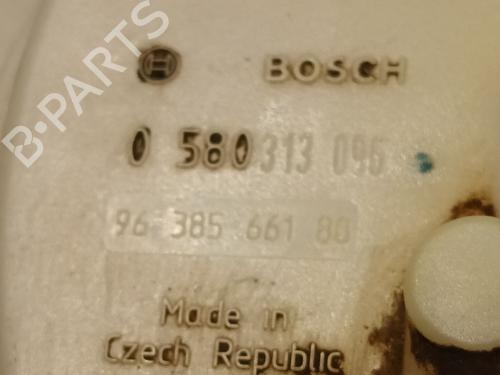 B-PARTS
BOSCH
0 580 313 096
96 385 661 80
Made in
Czech Republic